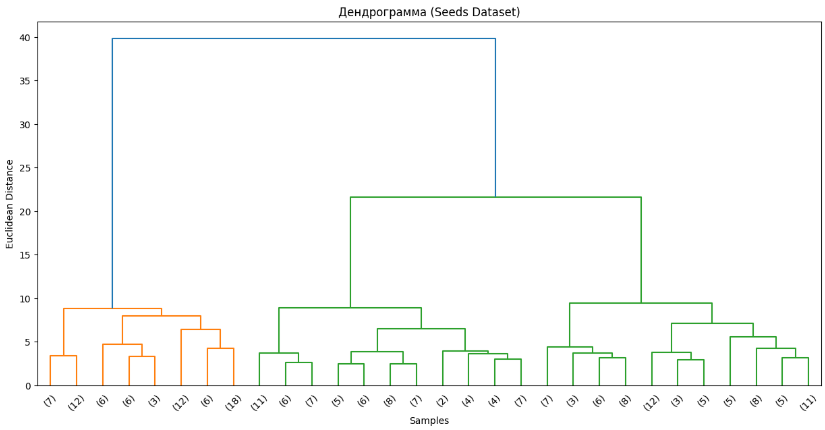 Дендрограмма (Seeds Dataset)
Euclidean Distance
40
35
30
25
20
15
10
5
0
(7) (12) (6) (6) (3) (12) (6) (18) (11) (6) (7) (5) (6) (8) (7) (2) (4) (4) (7) (7) (3) (6) (8) (12) (3) (5) (5) (8) (5) (11)
Samples